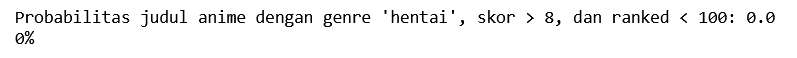 Probabilitas judul anime dengan genre 'hentai', skor > 8, dan ranked < 100: 0.0
0%